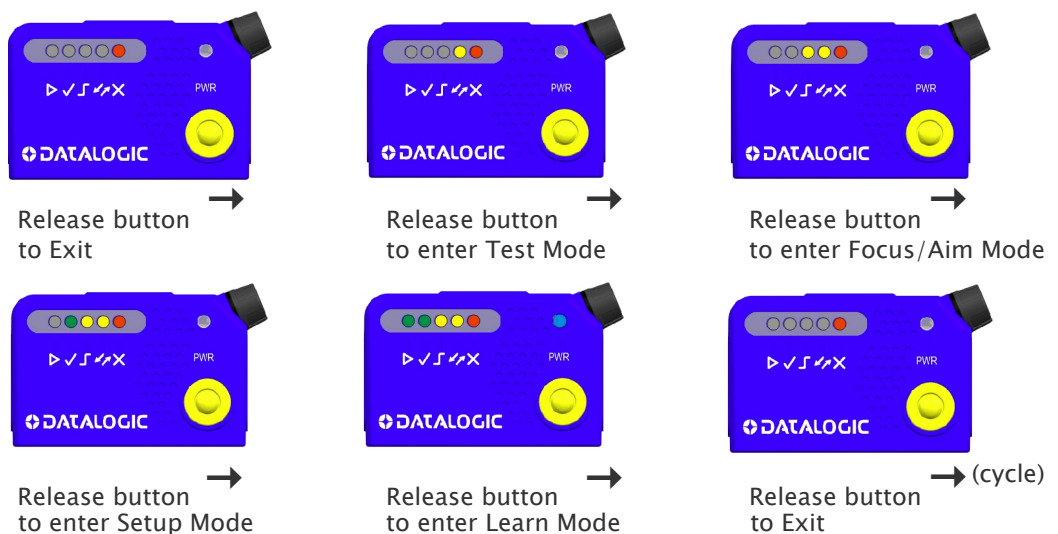 PWR
DATALOGIC
Release button
to Exit
PWR
DATALOGIC
Release button
to enter Test Mode
PWR
DATALOGIC
Release button
to enter Focus/Aim Mode
PWR
DATALOGIC
Release button
to enter Setup Mode
PWR
DATALOGIC
Release button
to enter Learn Mode
PWR
DATALOGIC
(cycle)
Release button
to Exit